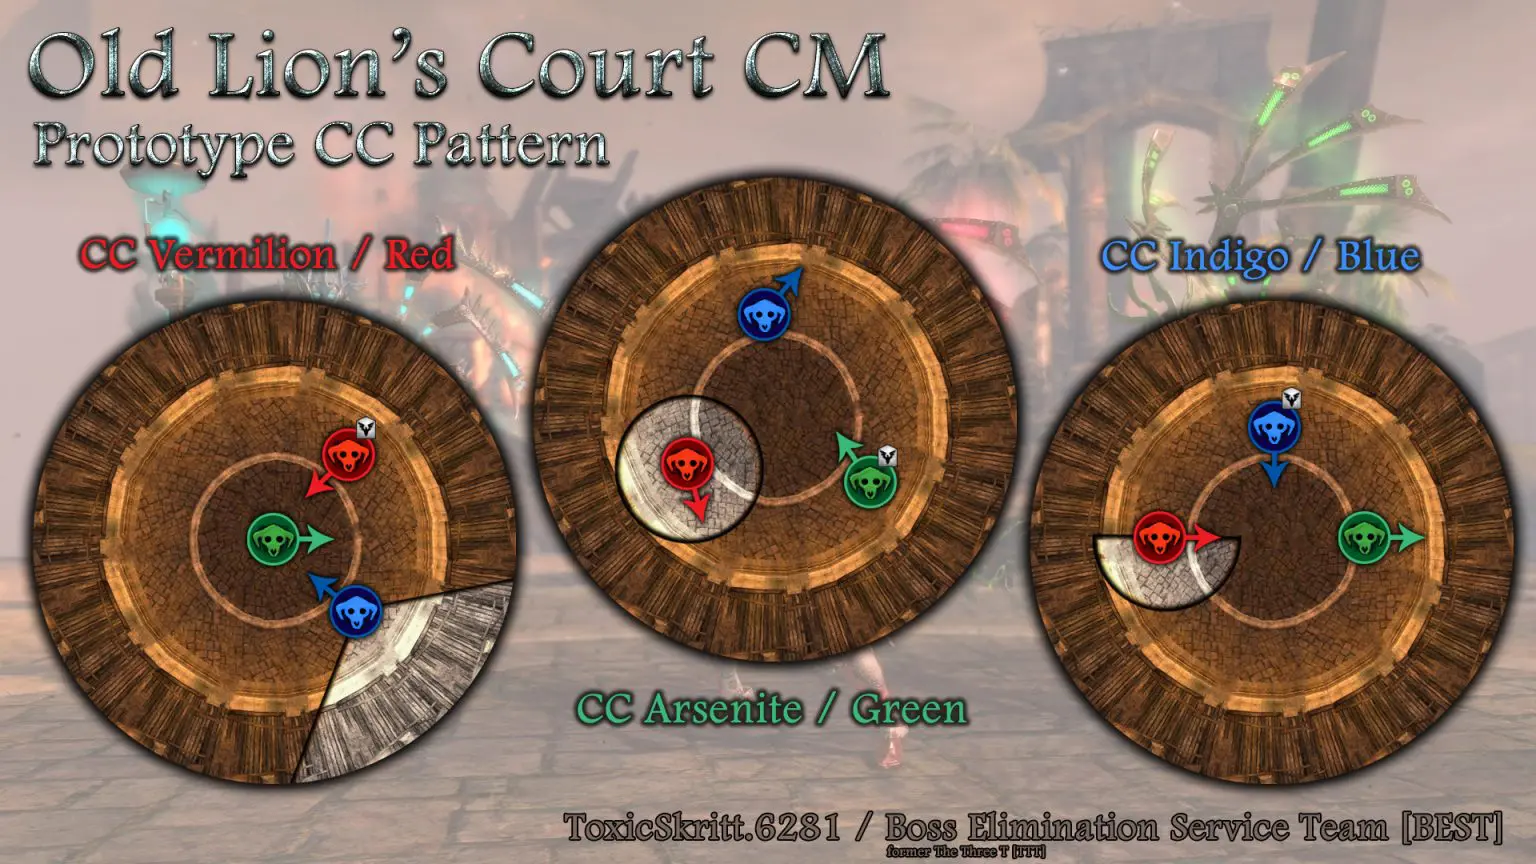 Old Lion's Court CM
Prototype CC Pattern
CC Vermilion / Red
CC Indigo / Blue
CC Arsenite / Green
ToxicSkritt.6281 / Boss Elimination Service Team [BEST]
former The Three T [TTT]